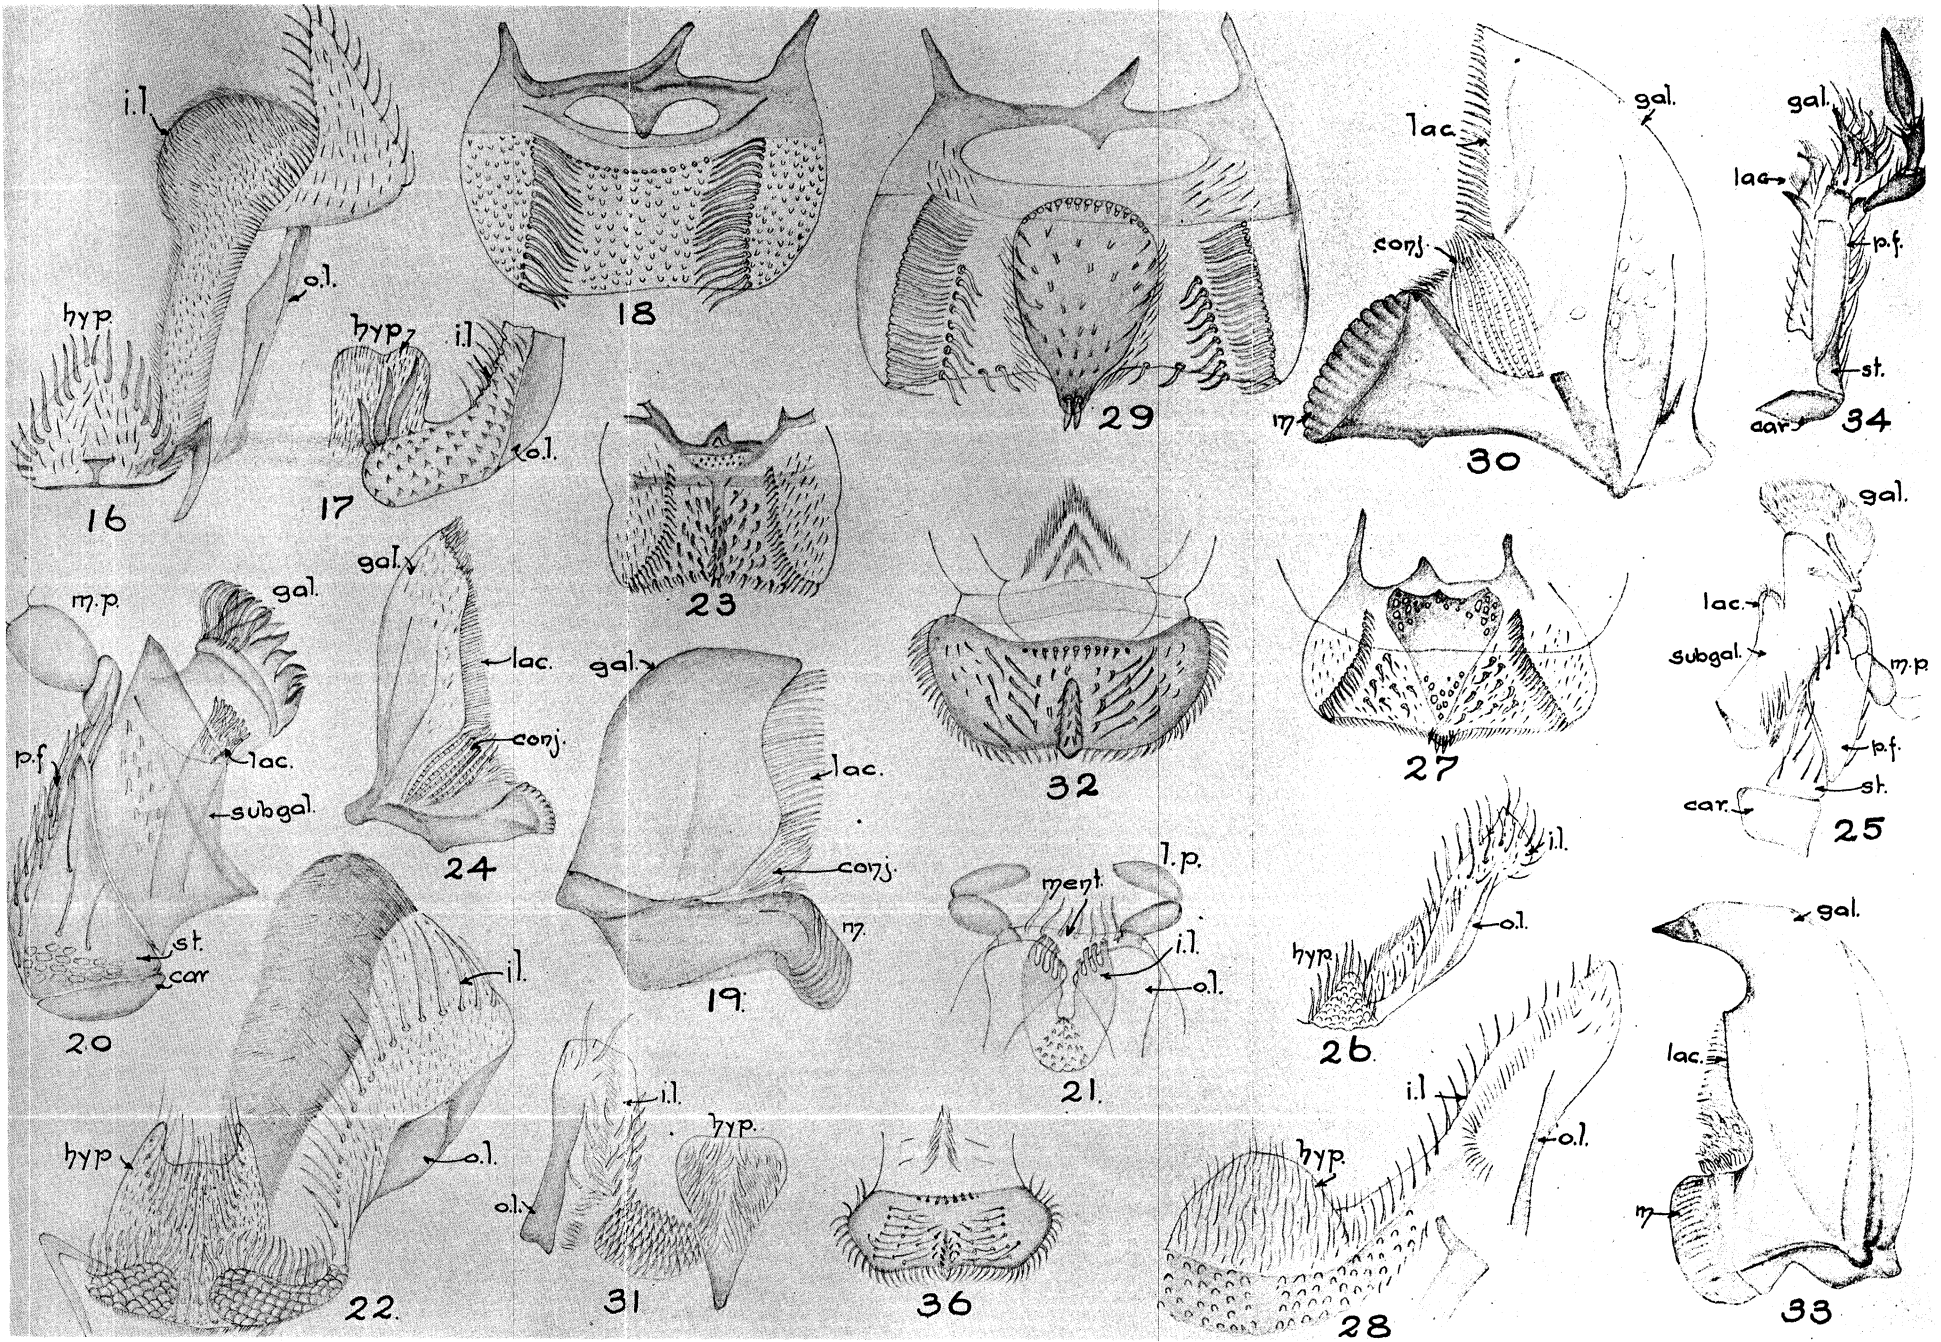 i.l
o.l.
hyp.
16
hyp.
i.l
o.l.
17
18
29
lac.
gal.
conj.
m.
30
gal.
lac.
p.f.
st.
car.
34
23
m.p.
gal.
p.f.
lac.
subgal.
st.
car
20
gal.
lac.
conj.
24
gal.
lac.
conj.
m.
19.
32
27
gal.
lac.
subgal.
m.p.
p.f.
st.
car.
25
l.p.
ment.
i.l.
o.l.
21.
i.l.
o.l.
hyp.
26.
gal.
lac.
m
33
hyp
i.l.
o.l.
22.
i.l.
hyp.
o.l.
31
36
i.l
hyp.
o.l.
28